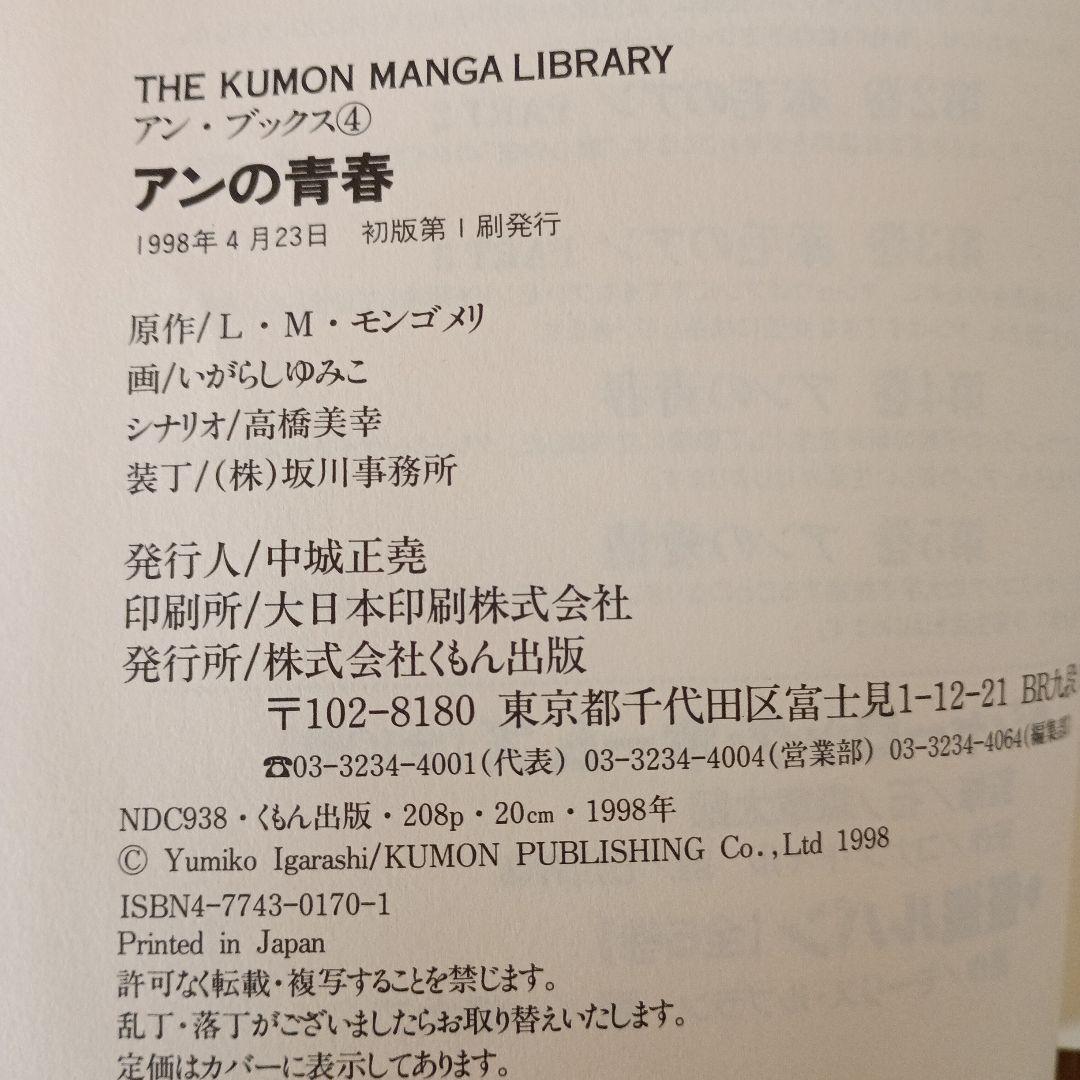 THE KUMON MANGA LIBRARY
アン・ブックス④
アンの青春
1998年4月23日 初版第1刷発行
原作/L・M・モンゴメリ
画/いがらしゆみこ
シナリオ/高橋美幸
装丁/(株)坂川事務所
発行人/中城正堯
印刷所/大日本印刷株式会社
発行所/株式会社くもん出版
〒102-8180 東京都千代田区富士見1-12-21 BR九段
☎03-3234-4001(代表) 03-3234-4004(営業部) 03-3234-4064(編集部)
NDC938・くもん出版・208p・20cm・1998年
© Yumiko Igarashi/KUMON PUBLISHING Co.,Ltd 1998
ISBN4-7743-0170-1
Printed in Japan
許可なく転載・複写することを禁じます。
乱丁・落丁がございましたらお取り替えいたします。
定価はカバーに表示してあります。